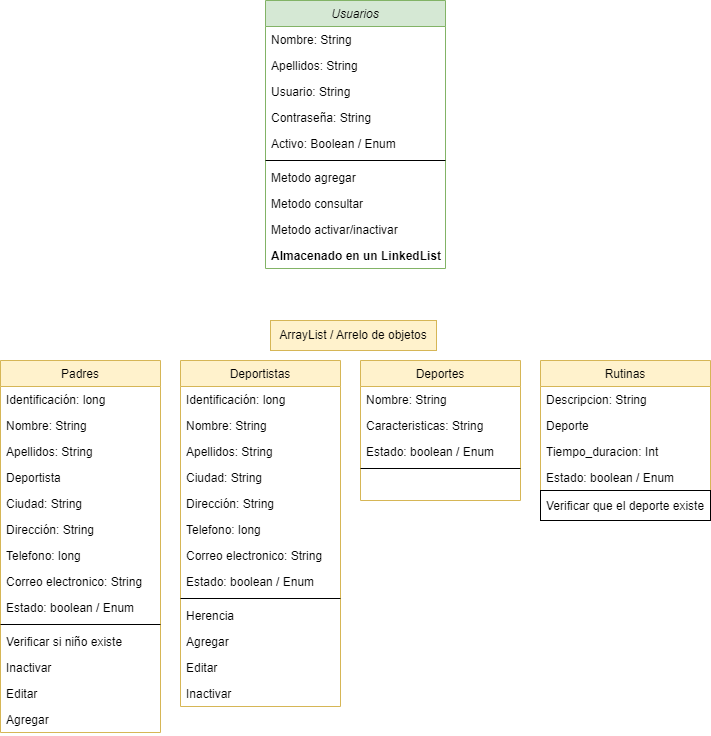 Usuarios
Nombre: String
Apellidos: String
Usuario: String
Contraseña: String
Activo: Boolean / Enum
Metodo agregar
Metodo consultar
Metodo activar/inactivar
Almacenado en un LinkedList
ArrayList / Arrelo de objetos
Padres
Identificación: long
Nombre: String
Apellidos: String
Deportista
Ciudad: String
Dirección: String
Telefono: long
Correo electronico: String
Estado: boolean / Enum
Verificar si niño existe
Inactivar
Editar
Agregar
Deportistas
Identificación: long
Nombre: String
Apellidos: String
Ciudad: String
Dirección: String
Telefono: long
Correo electronico: String
Estado: boolean / Enum
Herencia
Agregar
Editar
Inactivar
Deportes
Nombre: String
Caracteristicas: String
Estado: boolean / Enum
Rutinas
Descripcion: String
Deporte
Tiempo_duracion: Int
Estado: boolean / Enum
Verificar que el deporte existe